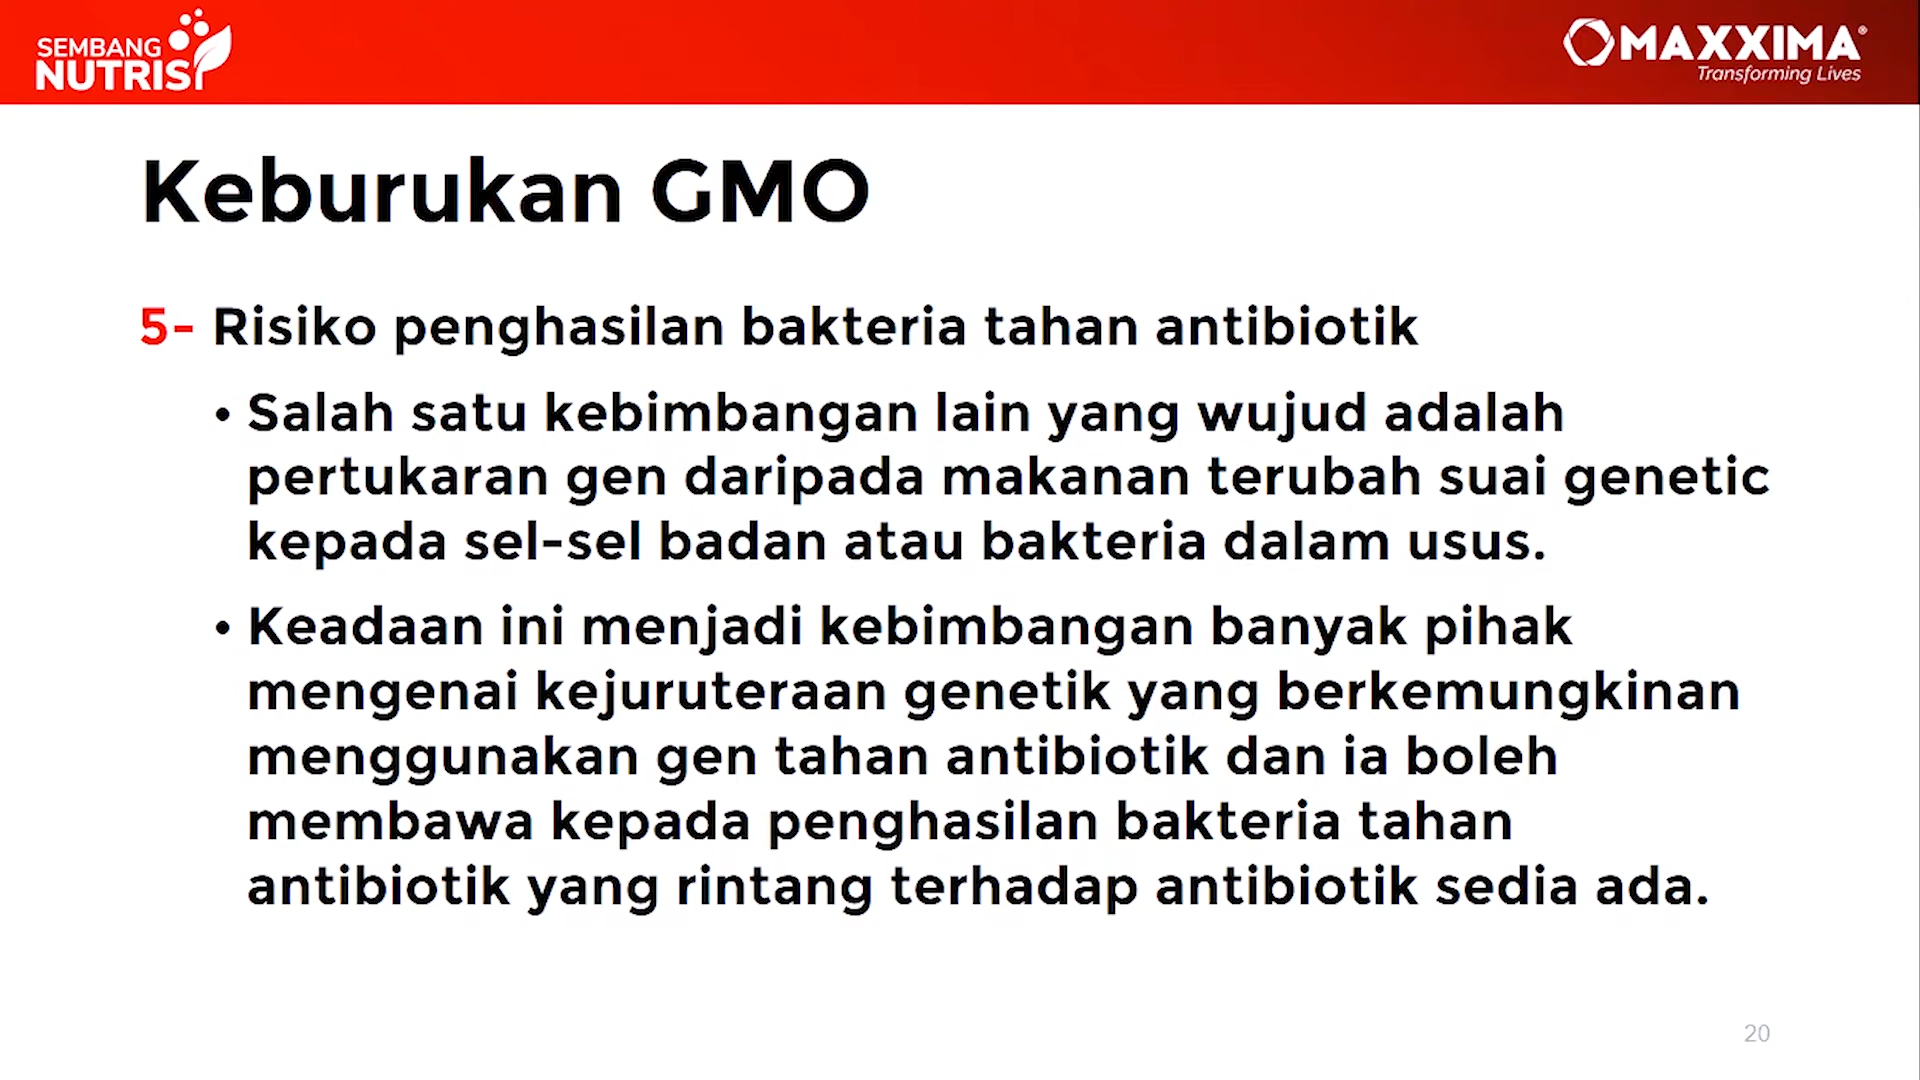 SEMBANG
NUTRISI
MAXXIMA®
Transforming Lives
Keburukan GMO
5- Risiko penghasilan bakteria tahan antibiotik
• Salah satu kebimbangan lain yang wujud adalah
pertukaran gen daripada makanan terubah suai genetic
kepada sel-sel badan atau bakteria dalam usus.
• Keadaan ini menjadi kebimbangan banyak pihak
mengenai kejuruteraan genetik yang berkemungkinan
menggunakan gen tahan antibiotik dan ia boleh
membawa kepada penghasilan bakteria tahan
antibiotik yang rintang terhadap antibiotik sedia ada.
20